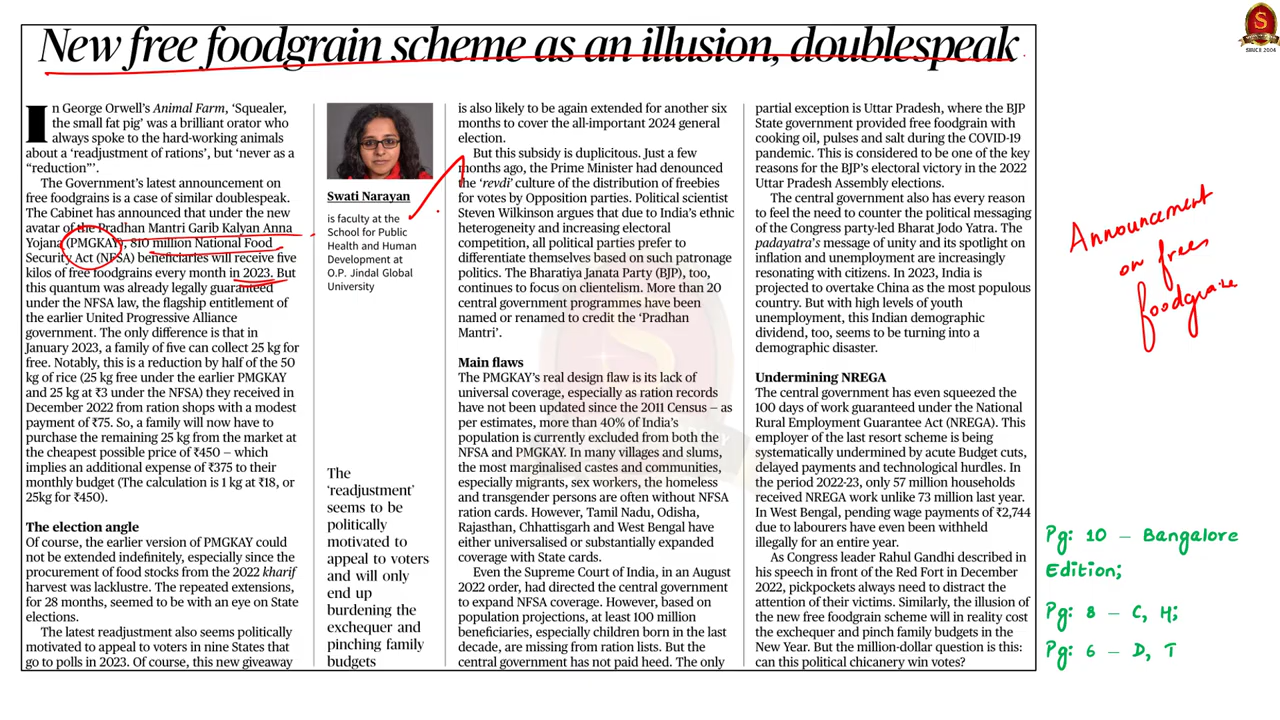 New free foodgrain scheme as an illusion, doublespeak
In George Orwell's Animal Farm, 'Squealer,
the small fat pig' was a brilliant orator who
always spoke to the hard-working animals
about a 'readjustment of rations', but 'never as a
"reduction"'.
The Government's latest announcement on
free foodgrains is a case of similar doublespeak.
The Cabinet has announced that under the new
avatar of the Pradhan Mantri Garib Kalyan Anna
Yojana (PMGKAY), 810 million National Food
Security Act (NFSA) beneficiaries will receive five
kilos of free foodgrains every month in 2023. But
this quantum was already legally guaranteed
under the NFSA law, the flagship entitlement of
the earlier United Progressive Alliance
government. The only difference is that in
January 2023, a family of five can collect 25 kg for
free. Notably, this is a reduction by half of the 50
kg of rice (25 kg free under the earlier PMGKAY
and 25 kg at ₹3 under the NFSA) they received in
December 2022 from ration shops with a modest
payment of ₹75. So, a family will now have to
purchase the remaining 25 kg from the market at
the cheapest possible price of ₹450 – which
implies an additional expense of ₹375 to their
monthly budget (The calculation is 1 kg at ₹18, or
25kg for ₹450).
The election angle
Of course, the earlier version of PMGKAY could
not be extended indefinitely, especially since the
procurement of food stocks from the 2022 kharif
harvest was lacklustre. The repeated extensions,
for 28 months, seemed to be with an eye on State
elections.
The latest readjustment also seems politically
motivated to appeal to voters in nine States that
go to polls in 2023. Of course, this new giveaway
Swati Narayan
is faculty at the
School for Public
Health and Human
Development at
O.P. Jindal Global
University
The
'readjustment'
seems to be
politically
motivated to
appeal to voters
and will only
end up
burdening the
exchequer and
pinching family
budgets
is also likely to be again extended for another six
months to cover the all-important 2024 general
election.
But this subsidy is duplicitous. Just a few
months ago, the Prime Minister had denounced
the 'revdi' culture of the distribution of freebies
for votes by Opposition parties. Political scientist
Steven Wilkinson argues that due to India's ethnic
heterogeneity and increasing electoral
competition, all political parties prefer to
differentiate themselves based on such patronage
politics. The Bharatiya Janata Party (BJP), too,
continues to focus on clientelism. More than 20
central government programmes have been
named or renamed to credit the 'Pradhan
Mantri'.
Main flaws
The PMGKAY's real design flaw is its lack of
universal coverage, especially as ration records
have not been updated since the 2011 Census – as
per estimates, more than 40% of India's
population is currently excluded from both the
NFSA and PMGKAY. In many villages and slums,
the most marginalised castes and communities,
especially migrants, sex workers, the homeless
and transgender persons are often without NFSA
ration cards. However, Tamil Nadu, Odisha,
Rajasthan, Chhattisgarh and West Bengal have
either universalised or substantially expanded
coverage with State cards.
Even the Supreme Court of India, in an August
2022 order, had directed the central government
to expand NFSA coverage. However, based on
population projections, at least 100 million
beneficiaries, especially children born in the last
decade, are missing from ration lists. But the
central government has not paid heed. The only
partial exception is Uttar Pradesh, where the BJP
State government provided free foodgrain with
cooking oil, pulses and salt during the COVID-19
pandemic. This is considered to be one of the key
reasons for the BJP's electoral victory in the 2022
Uttar Pradesh Assembly elections.
The central government also has every
reason to feel the need to counter the political messaging
of the Congress party-led Bharat Jodo Yatra. The
padayatra's message of unity and its spotlight on
inflation and unemployment are increasingly
resonating with citizens. In 2023, India is
projected to overtake China as the most populous
country. But with high levels of youth
unemployment, this Indian demographic
dividend, too, seems to be turning into a
demographic disaster.
Undermining NREGA
The central government has even squeezed the
100 days of work guaranteed under the National
Rural Employment Guarantee Act (NREGA). This
employer of the last resort scheme is being
systematically undermined by acute Budget cuts,
delayed payments and technological hurdles. In
the period 2022-23, only 57 million households
received NREGA work unlike 73 million last year.
In West Bengal, pending wage payments of ₹2,744
due to labourers have even been withheld
illegally for an entire year.
As Congress leader Rahul Gandhi described in
his speech in front of the Red Fort in December
2022, pickpockets always need to distract the
attention of their victims. Similarly, the illusion of
the new free foodgrain scheme will in reality cost
the exchequer and pinch family budgets in the
New Year. But the million-dollar question is this:
can this political chicanery win votes?
Announcement
on free
foodgrains
Pg: 10 – Bangalore
Edition;
Pg: 8 – C, H;
Pg: 6 – D, T
S
SINCE 2004